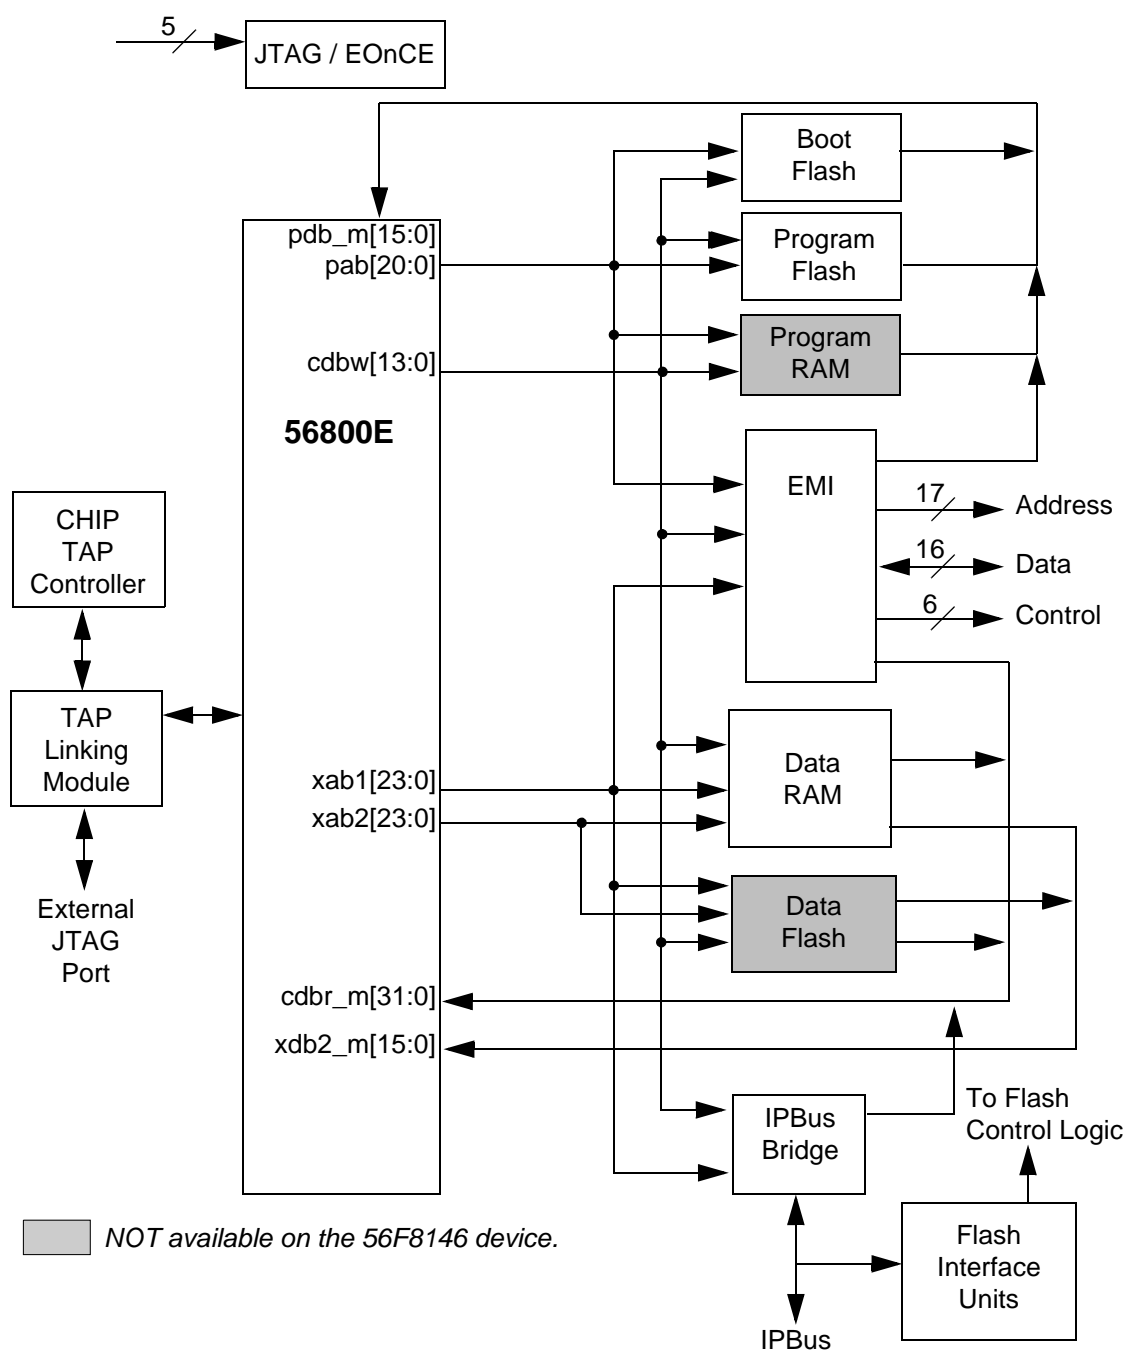 5
JTAG / EOnCE
Boot
Flash
pdb_m[15:0]
pab[20:0]
Program
Flash
cdbw[13:0]
Program
RAM
56800E
EMI
17
Address
16
Data
6
Control
CHIP
TAP
Controller
TAP
Linking
Module
External
JTAG
Port
xab1[23:0]
xab2[23:0]
Data
RAM
Data
Flash
cdbr_m[31:0]
xdb2_m[15:0]
IPBus
Bridge
To Flash
Control Logic
Flash
Interface
Units
IPBus
NOT available on the 56F8146 device.